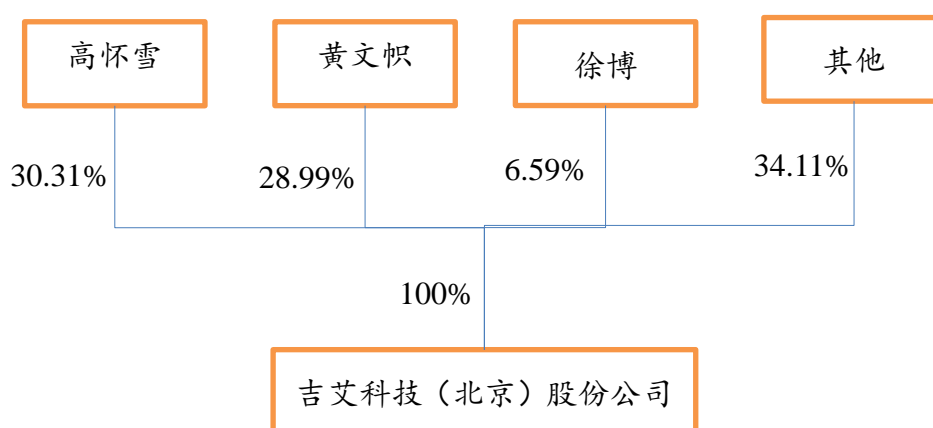 高怀雪
黄文帜
徐博
其他
30.31%
28.99%
6.59%
34.11%
100%
吉艾科技（北京）股份公司